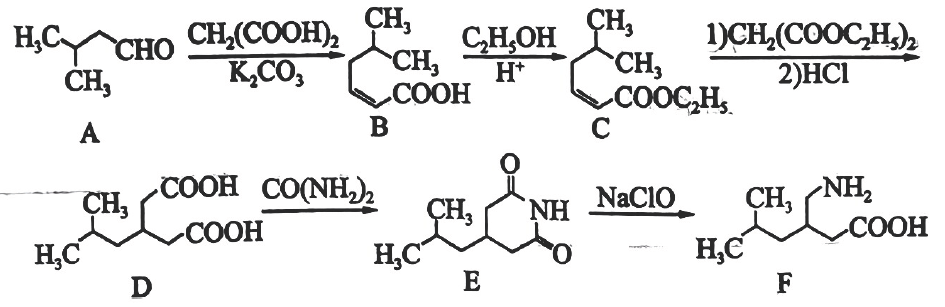 H₃C CHO CH₃ A
CH₂(COOH)₂ K₂CO₃
CH₃ CH₃ COOH B
C₂H₅OH H⁺
CH₃ CH₃ COOC₂H₅ C
1)CH₂(COOC₂H₅)₂ 2)HCl
CH₃ H₃C COOH COOH D
CO(NH₂)₂
CH₃ H₃C O NH O E
NaClO
CH₃ H₃C NH₂ COOH F